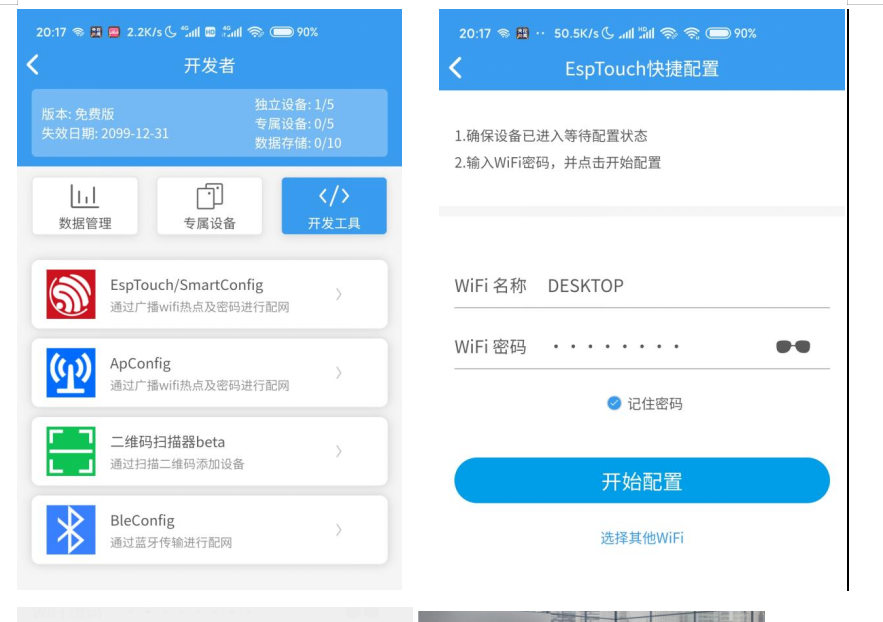 20:17 2.2K/s 4G HD 4G 90%
开发者
版本: 免费版
失效日期: 2099-12-31
独立设备: 1/5
专属设备: 0/5
数据存储: 0/10
数据管理
专属设备
</>
开发工具
EspTouch/SmartConfig
通过广播wifi热点及密码进行配网
ApConfig
通过广播wifi热点及密码进行配网
二维码扫描器beta
通过扫描二维码添加设备
BleConfig
通过蓝牙传输进行配网
20:17 ·· 50.5K/s HD 90%
EspTouch快捷配置
1.确保设备已进入等待配置状态
2.输入WiFi密码，并点击开始配置
WiFi 名称 DESKTOP
WiFi 密码 · · · · · · · ·
记住密码
开始配置
选择其他WiFi